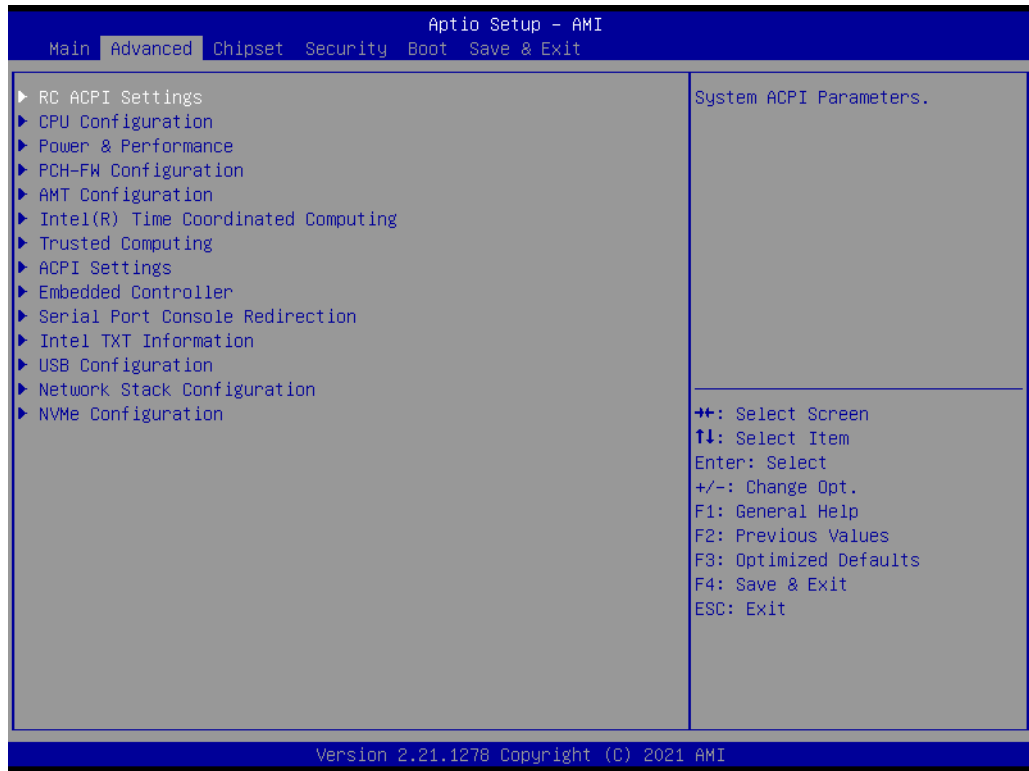 Aptio Setup – AMI
Main Advanced Chipset Security Boot Save & Exit
▶ RC ACPI Settings
▶ CPU Configuration
▶ Power & Performance
▶ PCH-FW Configuration
▶ AMT Configuration
▶ Intel(R) Time Coordinated Computing
▶ Trusted Computing
▶ ACPI Settings
▶ Embedded Controller
▶ Serial Port Console Redirection
▶ Intel TXT Information
▶ USB Configuration
▶ Network Stack Configuration
▶ NVMe Configuration
System ACPI Parameters.
→←: Select Screen
↑↓: Select Item
Enter: Select
+/-: Change Opt.
F1: General Help
F2: Previous Values
F3: Optimized Defaults
F4: Save & Exit
ESC: Exit
Version 2.21.1278 Copyright (C) 2021 AMI